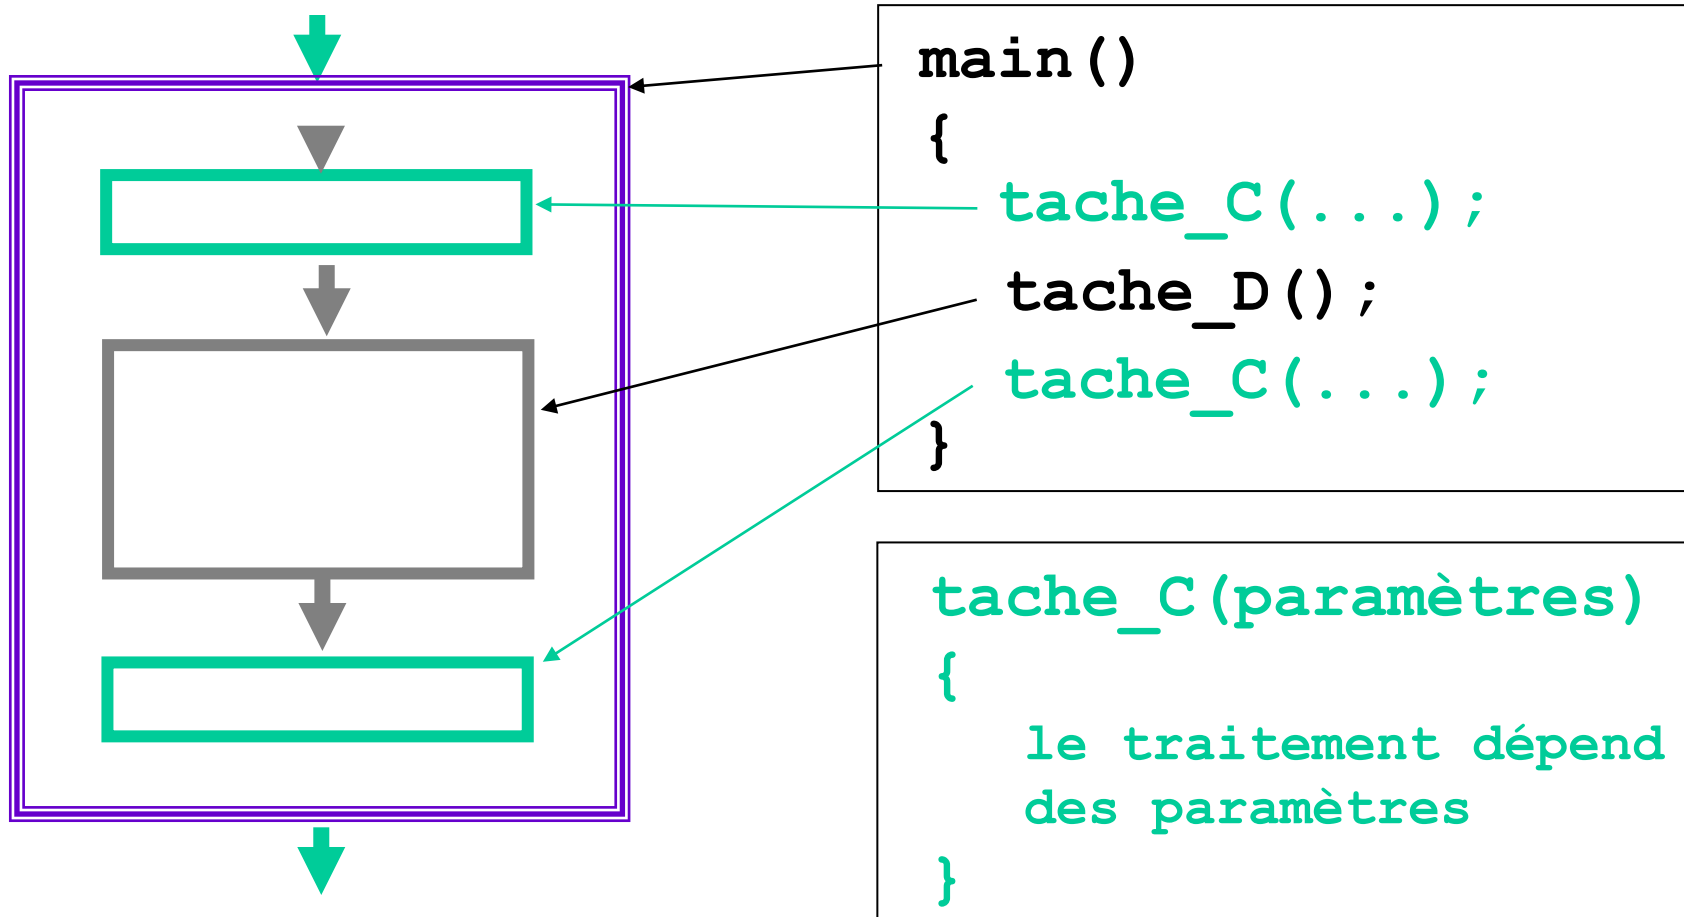 main()
{
tache_C(...);
tache_D();
tache_C(...);
}
tache_C(paramètres)
{
le traitement dépend
des paramètres
}